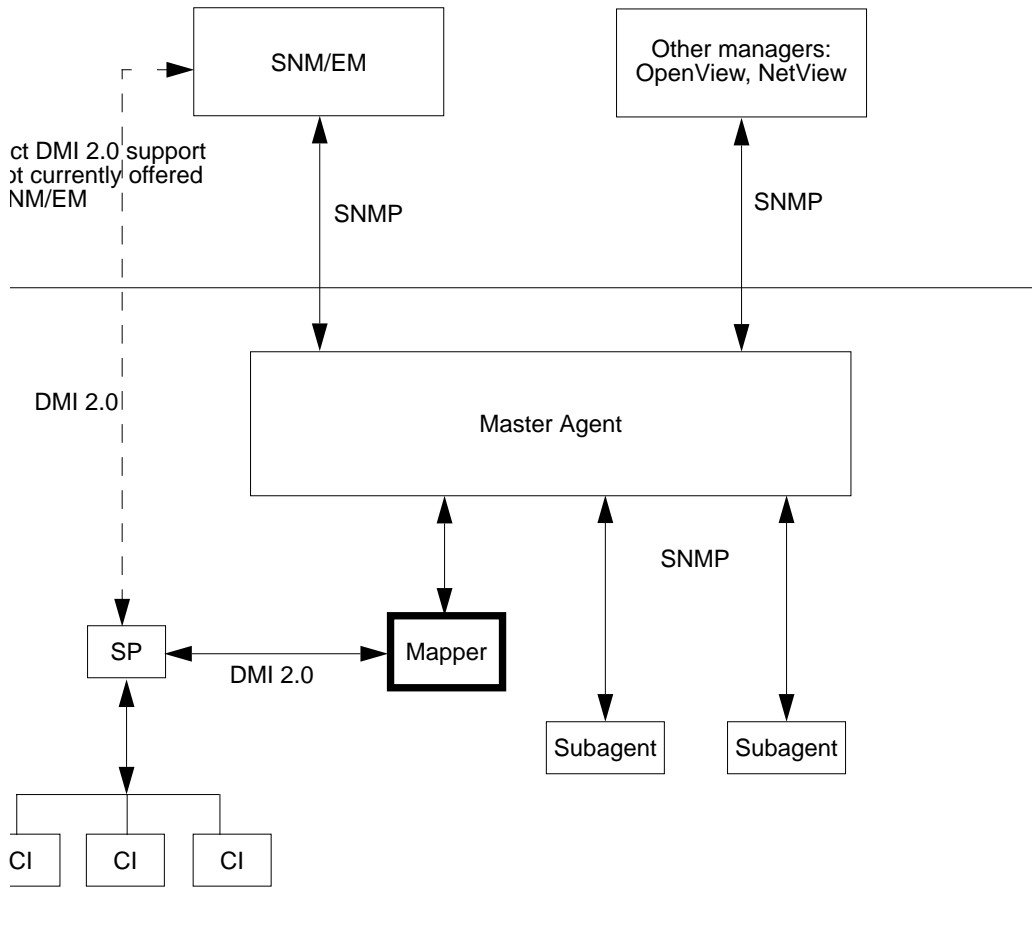 SNM/EM
Other managers:
OpenView, NetView
ct DMI 2.0 support
ot currently offered
NM/EM
SNMP
SNMP
DMI 2.0
Master Agent
SNMP
SP
DMI 2.0
Mapper
Subagent
Subagent
CI
CI
CI